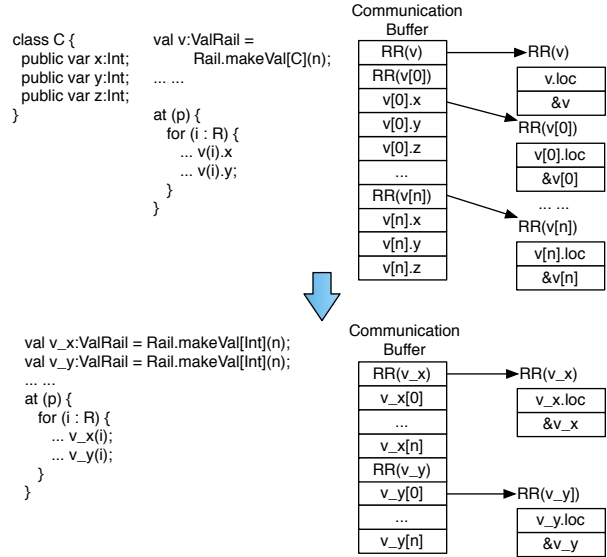 class C {
public var x:Int;
public var y:Int;
public var z:Int;
}
val v:ValRail =
Rail.makeVal[C](n);
... ...
at (p) {
for (i : R) {
... v(i).x
... v(i).y;
}
}
Communication
Buffer
RR(v)
RR(v[0])
v[0].x
v[0].y
v[0].z
...
RR(v[n])
v[n].x
v[n].y
v[n].z
RR(v)
v.loc
&v
RR(v[0])
v[0].loc
&v[0]
... ...
RR(v[n])
v[n].loc
&v[n]
val v_x:ValRail = Rail.makeVal[Int](n);
val v_y:ValRail = Rail.makeVal[Int](n);
... ...
at (p) {
for (i : R) {
... v_x(i);
... v_y(i);
}
}
Communication
Buffer
RR(v_x)
v_x[0]
...
v_x[n]
RR(v_y)
v_y[0]
...
v_y[n]
RR(v_x)
v_x.loc
&v_x
RR(v_y])
v_y.loc
&v_y